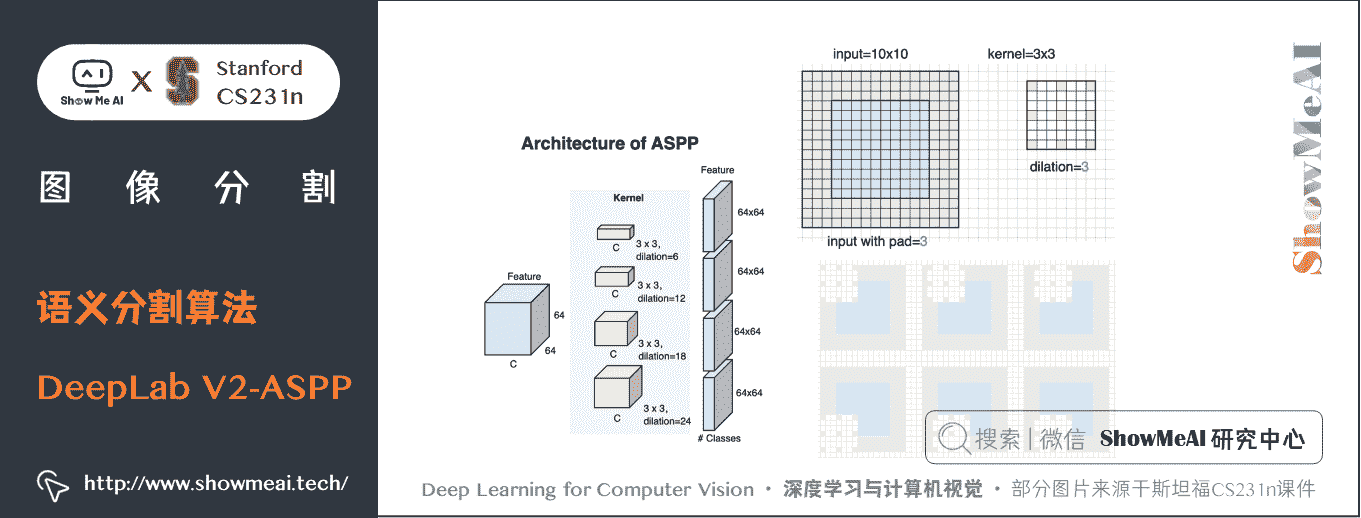 Show Me AI
X
Stanford
CS231n
图像分割
语义分割算法
DeepLab V2-ASPP
http://www.showmeai.tech/
Architecture of ASPP
Feature
64
64
C
Kernel
C
3 x 3,
dilation=6
C
3 x 3,
dilation=12
C
3 x 3,
dilation=18
C
3 x 3,
dilation=24
Feature
64x64
64x64
64x64
64x64
# Classes
input=10x10
kernel=3x3
dilation=3
input with pad=3
ShowMeAI
搜索 | 微信 ShowMeAI 研究中心
Deep Learning for Computer Vision · 深度学习与计算机视觉 · 部分图片来源于斯坦福CS231n课件